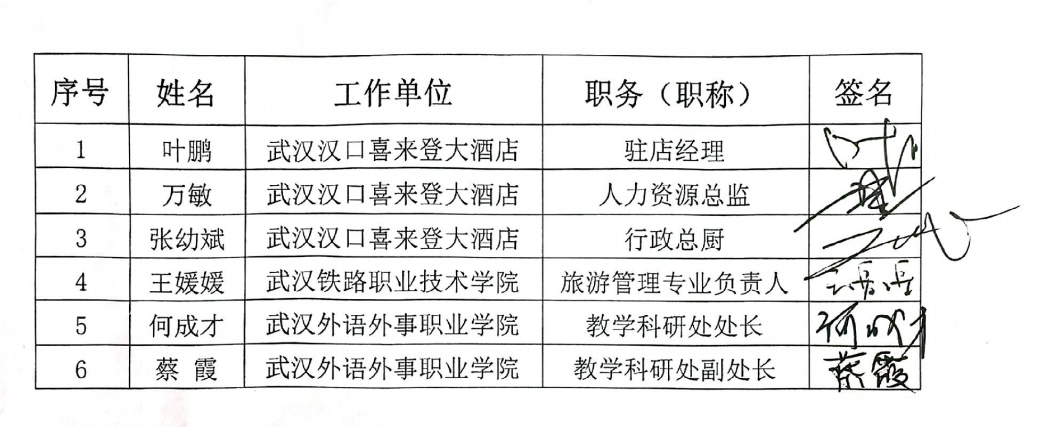 序号 姓名 工作单位 职务（职称） 签名
1 叶鹏 武汉汉口喜来登大酒店 驻店经理
2 万敏 武汉汉口喜来登大酒店 人力资源总监
3 张幼斌 武汉汉口喜来登大酒店 行政总厨
4 王媛媛 武汉铁路职业技术学院 旅游管理专业负责人
5 何成才 武汉外语外事职业学院 教学科研处处长 何成才
6 蔡 霞 武汉外语外事职业学院 教学科研处副处长 蔡霞